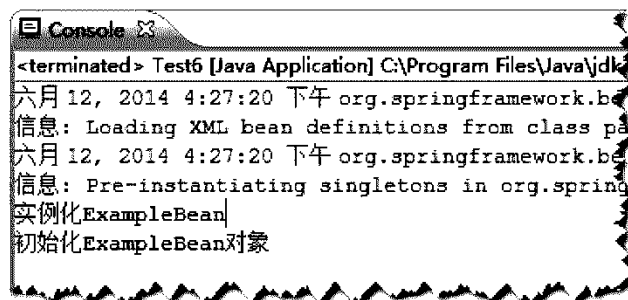 Console
<terminated> Test6 [Java Application] C:\Program Files\Java\jdk
六月 12, 2014 4:27:20 下午 org.springframework.be
信息: Loading XML bean definitions from class pa
六月 12, 2014 4:27:20 下午 org.springframework.be
信息: Pre-instantiating singletons in org.spring
实例化ExampleBean
初始化ExampleBean对象